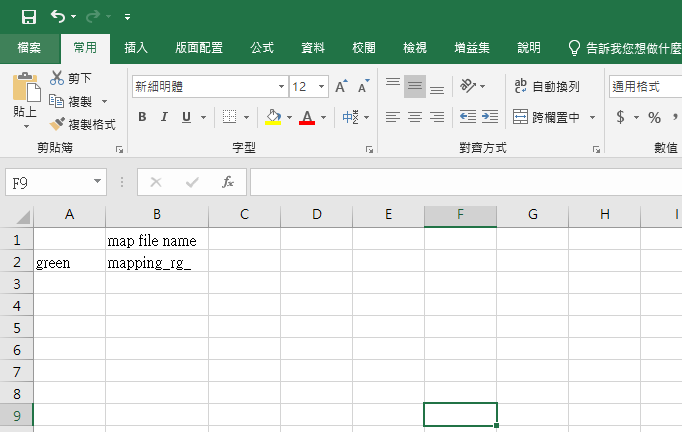 檔案 常用 插入 版面配置 公式 資料 校閱 檢視 增益集 說明 告訴我您想做什麼
貼上 剪下 複製 複製格式
新細明體 12
B I U A 中
ab 自動換列
跨欄置中
通用格式
$ % ,
剪貼簿 字型 對齊方式 數值
F9 fx
A B C D E F G H I
1 map file name
2 green mapping_rg_
3
4
5
6
7
8
9